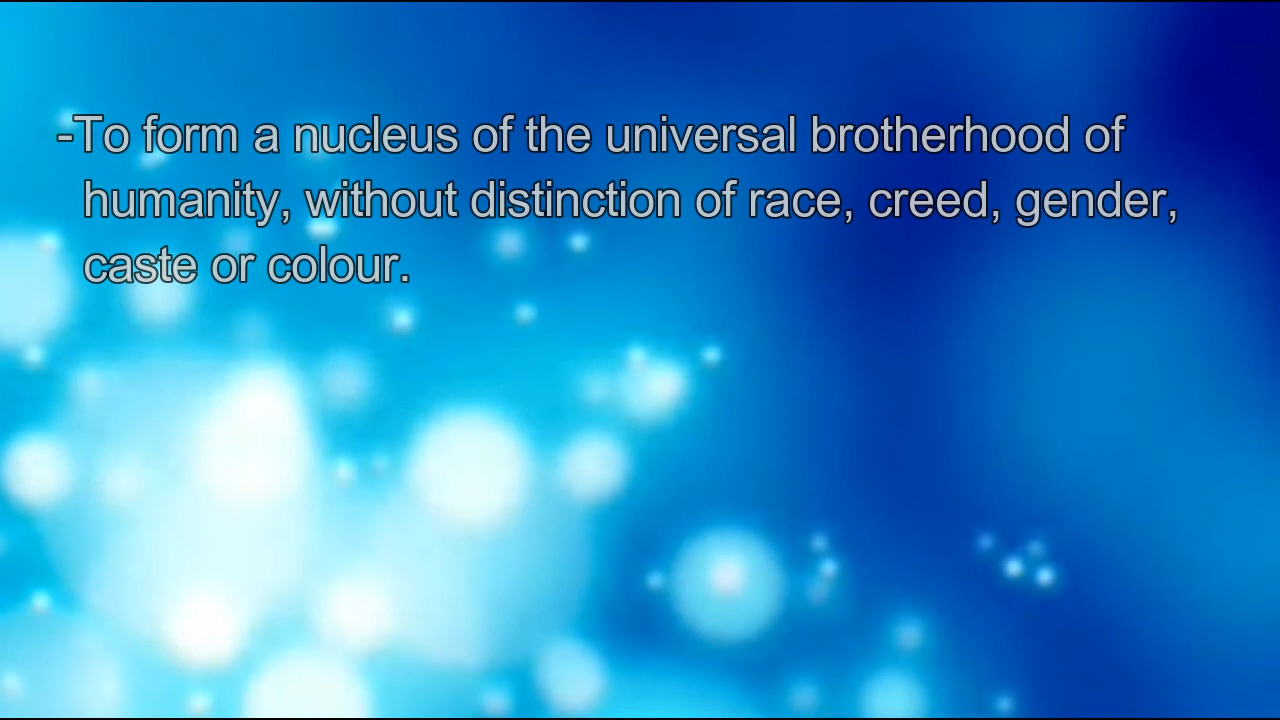 -To form a nucleus of the universal brotherhood of
humanity, without distinction of race, creed, gender,
caste or colour.